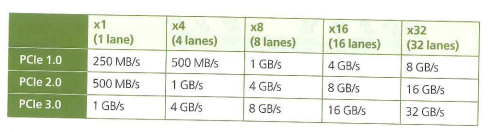 x1 x4 x8 x16 x32
(1 lane) (4 lanes) (8 lanes) (16 lanes) (32 lanes)
PCIe 1.0 250 MB/s 500 MB/s 1 GB/s 4 GB/s 8 GB/s
PCIe 2.0 500 MB/s 1 GB/s 4 GB/s 8 GB/s 16 GB/s
PCIe 3.0 1 GB/s 4 GB/s 8 GB/s 16 GB/s 32 GB/s